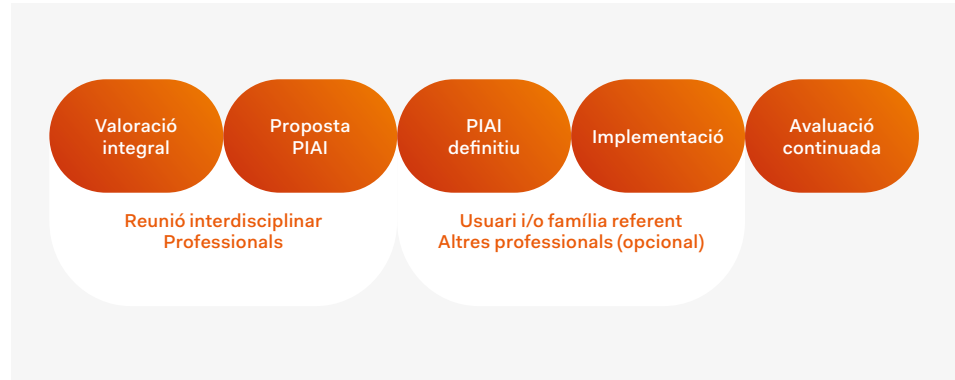 Valoració
integral
Proposta
PIAI
PIAI
definitiu
Implementació
Avaluació
continuada
Reunió interdisciplinar
Professionals
Usuari i/o família referent
Altres professionals (opcional)